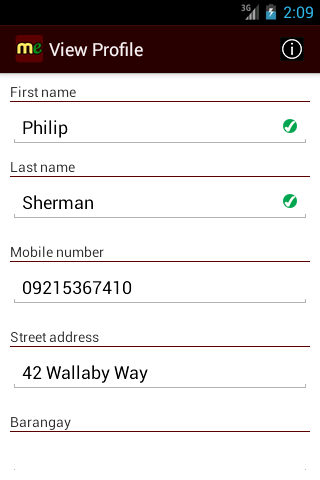 3G 2:09
me View Profile
First name
Philip
Last name
Sherman
Mobile number
09215367410
Street address
42 Wallaby Way
Barangay